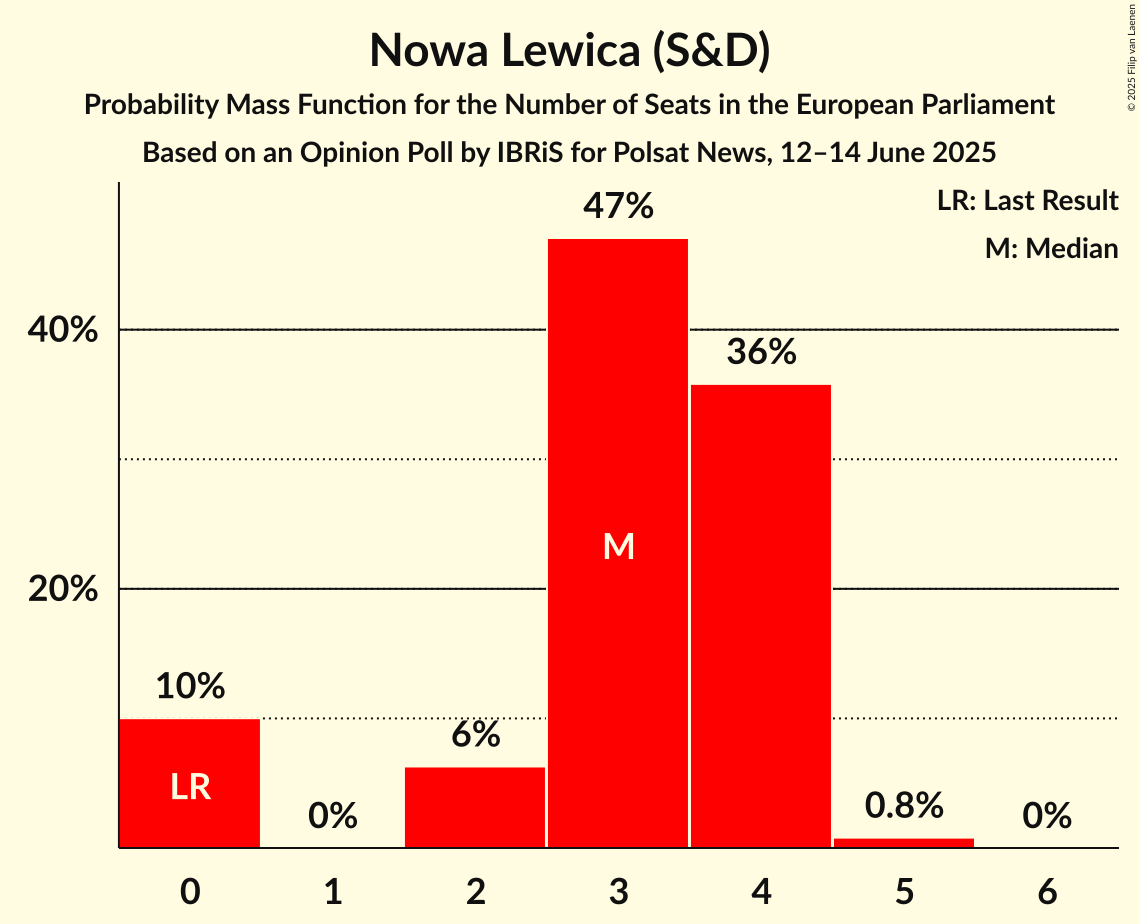 Nowa Lewica (S&D)
Probability Mass Function for the Number of Seats in the European Parliament
Based on an Opinion Poll by IBRiS for Polsat News, 12–14 June 2025
© 2025 Filip van Laenen
LR: Last Result
M: Median
47%
40%
36%
M
20%
10%
6%
LR
0%
0.8%
0%
0 1 2 3 4 5 6